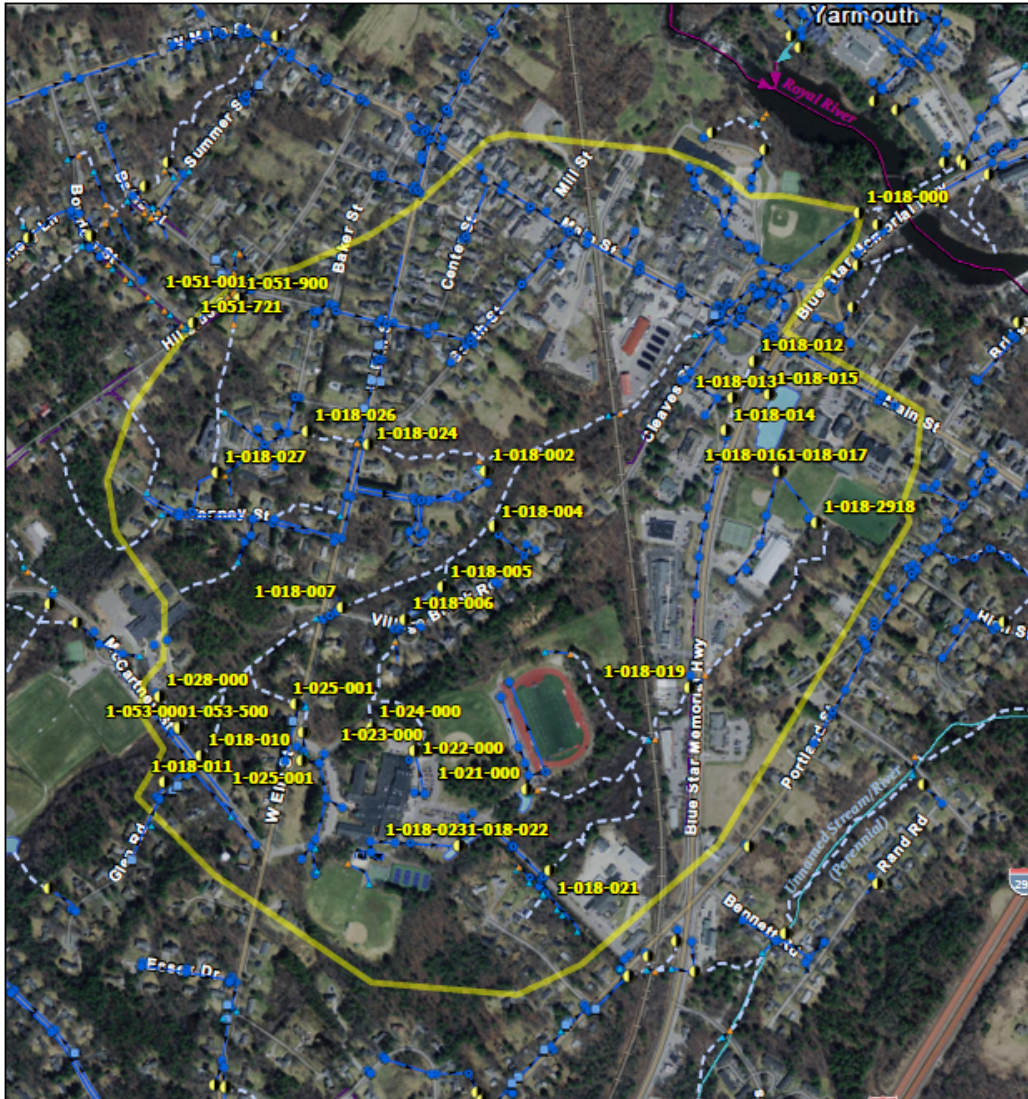 Yarmouth
Royal River
Summer St
1-018-000
Mill St
Baker St
Main St
Center St
Blue Star Memorial Hwy
1-051-001 1-051-900
1-051-721
South St
1-018-012
1-018-013 1-018-015
Main St
Cleaves St
1-018-014
1-018-026
1-018-024
1-018-027
1-018-002
1-018-016 1-018-017
1-018-004
1-018-2918
1-018-005
1-018-007
1-018-006
1-018-019
McCartney St
1-028-000
1-025-001
1-053-000 1-053-500
1-024-000
1-023-000
1-018-010
1-022-000
1-018-011
1-025-001
1-021-000
W Elm St
Blue Star Memorial Hwy
Portland St
Unnamed Stream/River
(Perennial)
Rand Rd
Glen Rd
1-018-023 1-018-022
1-018-021
Bennett Rd